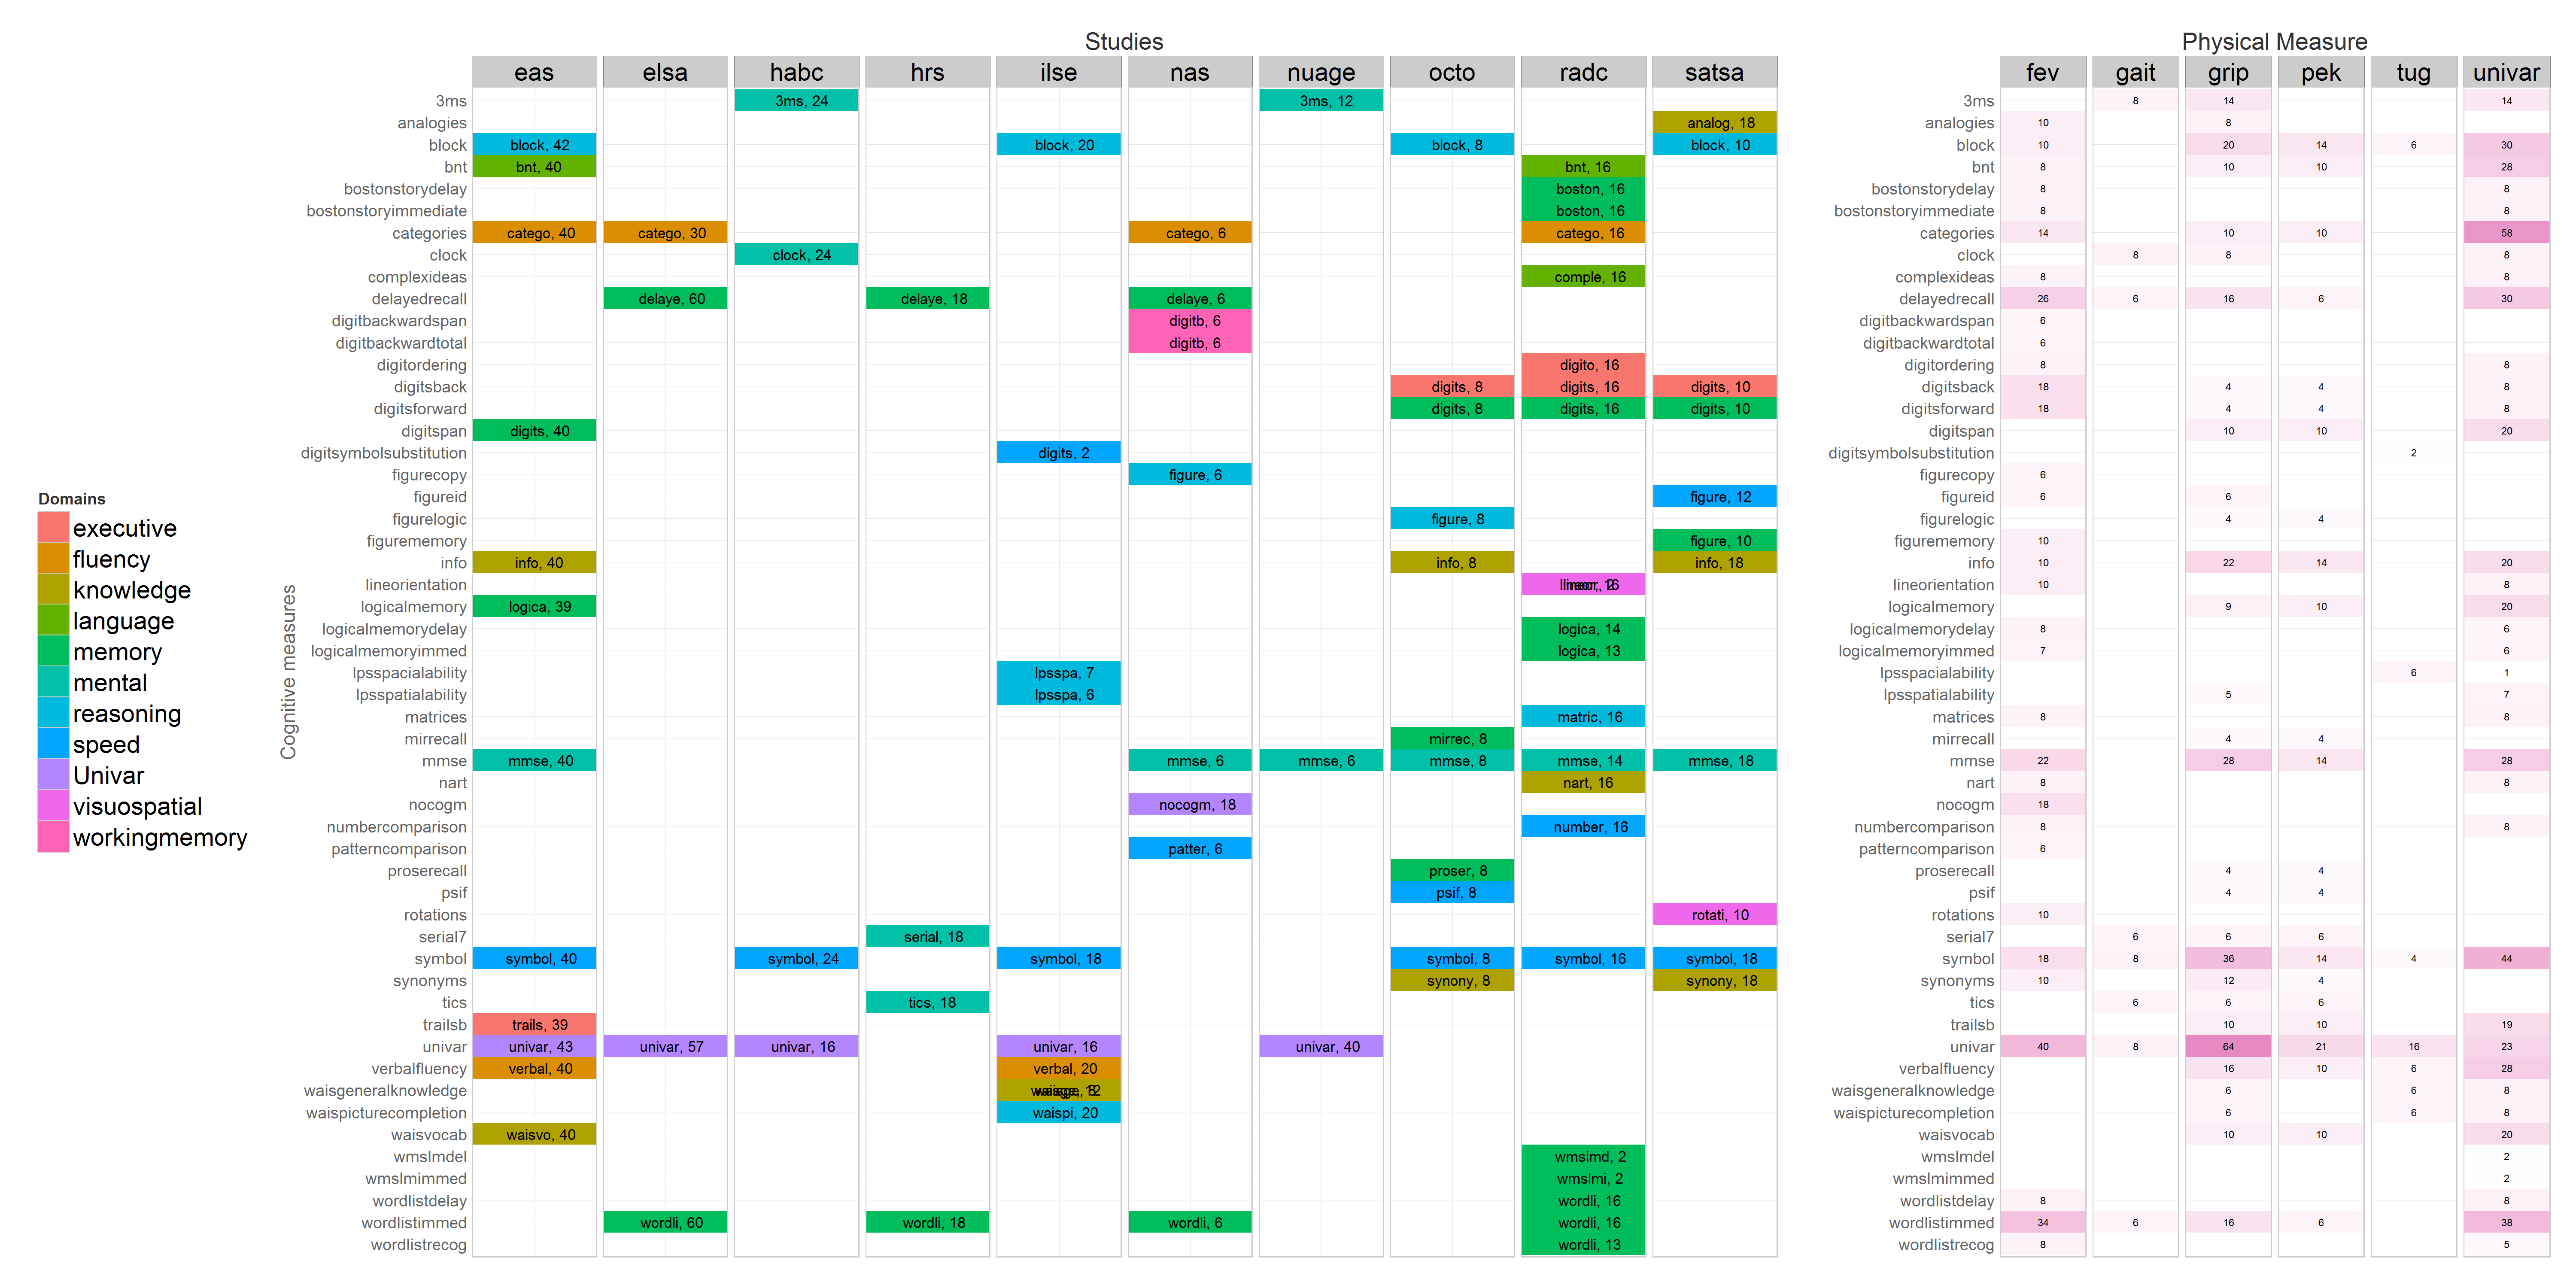 Studies Physical Measure
eas elsa habc hrs ilse nas nuage octo radc satsa fev gait grip pek tug univar
3ms 3ms, 24 3ms, 12 3ms 8 14 14
analogies analog, 18 analogies 10 8
block block, 42 block, 20 block, 8 block, 10 block 10 20 14 6 30
bnt bnt, 40 bnt, 16 bnt 8 10 10 28
bostonstorydelay boston, 16 bostonstorydelay 8 8
bostonstoryimmediate boston, 16 bostonstoryimmediate 8 8
categories catego, 40 catego, 30 catego, 6 catego, 16 categories 14 10 10 58
clock clock, 24 clock 8 8 8
complexideas comple, 16 complexideas 8 8
delayedrecall delaye, 60 delaye, 18 delaye, 6 delayedrecall 26 6 16 6 30
digitbackwardspan digitb, 6 digitbackwardspan 6
digitbackwardtotal digitb, 6 digitbackwardtotal 6
digitordering digito, 16 digitordering 8 8
digitsback digits, 8 digits, 16 digits, 10 digitsback 18 4 4 8
digitsforward digits, 8 digits, 16 digits, 10 digitsforward 18 4 4 8
digitspan digits, 40 digitspan 10 10 20
digitsymbolsubstitution digits, 2 digitsymbolsubstitution 2
figurecopy figure, 6 figurecopy 6
figureid figure, 12 figureid 6 6
figurelogic figure, 8 figurelogic 4 4
figurememory figure, 10 figurememory 10
info info, 40 info, 8 info, 18 info 10 22 14 20
lineorientation lineorientation 10 8
logicalmemory logica, 39 logicalmemory 9 10 20
logicalmemorydelay logica, 14 logicalmemorydelay 8 6
logicalmemoryimmed logica, 13 logicalmemoryimmed 7 6
lpsspacialability lpsspa, 7 lpsspacialability 6 1
lpsspatialability lpsspa, 6 lpsspatialability 5 7
matrices matric, 16 matrices 8 8
mirrecall mirrec, 8 mirrecall 4 4
mmse mmse, 40 mmse, 6 mmse, 6 mmse, 8 mmse, 14 mmse, 18 mmse 22 28 14 28
nart nart, 16 nart 8 8
nocogm nocogm, 18 nocogm 18
numbercomparison number, 16 numbercomparison 8 8
patterncomparison patter, 6 patterncomparison 6
proserecall proser, 8 proserecall 4 4
psif psif, 8 psif 4 4
rotations rotati, 10 rotations 10
serial7 serial, 18 serial7 6 6 6
symbol symbol, 40 symbol, 24 symbol, 18 symbol, 8 symbol, 16 symbol, 18 symbol 18 8 36 14 4 44
synonyms synony, 8 synony, 18 synonyms 10 12 4
tics tics, 18 tics 6 6 6
trailsb trails, 39 trailsb 10 10 19
univar univar, 43 univar, 57 univar, 16 univar, 16 univar, 40 univar 40 8 64 21 16 23
verbalfluency verbal, 40 verbal, 20 verbalfluency 16 10 6 28
waisgeneralknowledge waisgeneralknowledge 6 6 8
waispicturecompletion waispi, 20 waispicturecompletion 6 6 8
waisvocab waisvo, 40 waisvocab 10 10 20
wmslmdel wmslmd, 2 wmslmdel 2
wmslmimmed wmslmi, 2 wmslmimmed 2
wordlistdelay wordli, 16 wordlistdelay 8 8
wordlistimmed wordli, 60 wordli, 18 wordli, 6 wordli, 16 wordlistimmed 34 6 16 6 38
wordlistrecog wordli, 13 wordlistrecog 8 5
Cognitive measures
Domains
executive
fluency
knowledge
language
memory
mental
reasoning
speed
Univar
visuospatial
workingmemory